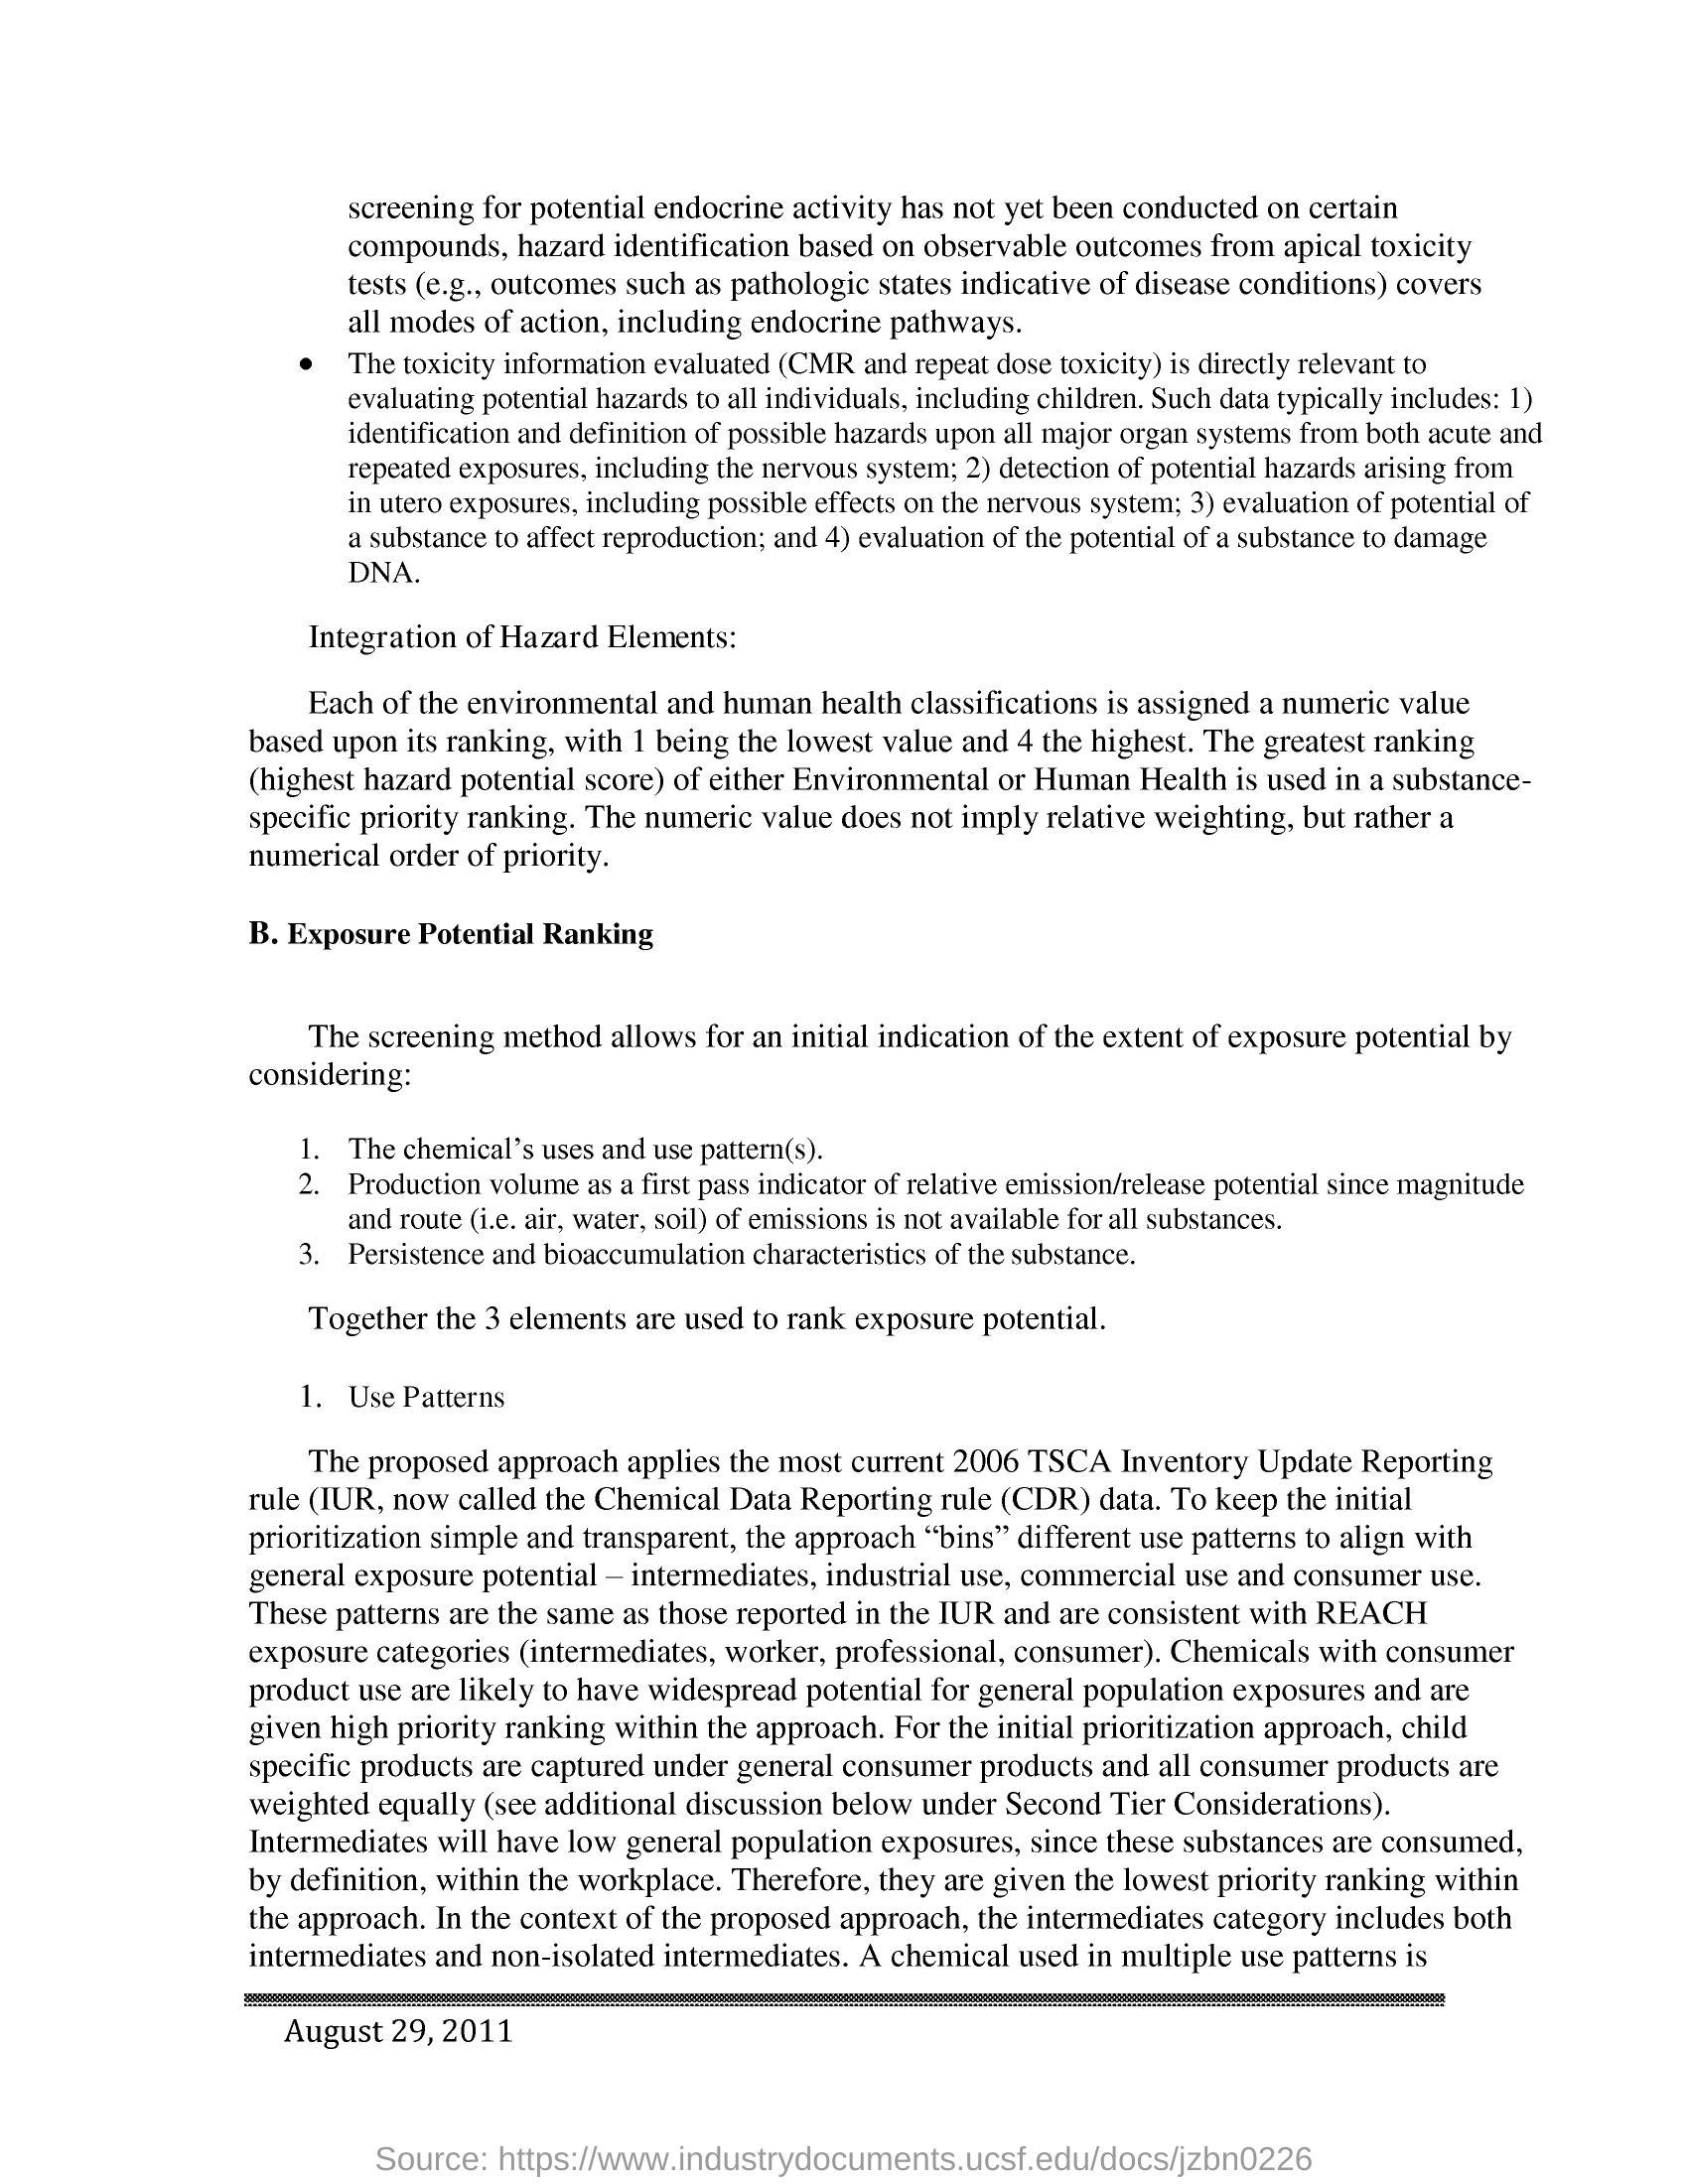 screening for potential endocrine activity has not yet been conducted on certain
compounds, hazard identification based on observable outcomes from apical toxicity
tests (e.g., outcomes such as pathologic states indicative of disease conditions) covers
all modes of action, including endocrine pathways.
• The toxicity information evaluated (CMR and repeat dose toxicity) is directly relevant to
evaluating potential hazards to all individuals, including children. Such data typically includes: 1)
identification and definition of possible hazards upon all major organ systems from both acute and
repeated exposures, including the nervous system; 2) detection of potential hazards arising from
in utero exposures, including possible effects on the nervous system; 3) evaluation of potential of
a substance to affect reproduction; and 4) evaluation of the potential of a substance to damage
DNA.
Integration of Hazard Elements:
Each of the environmental and human health classifications is assigned a numeric value
based upon its ranking, with 1 being the lowest value and 4 the highest. The greatest ranking
(highest hazard potential score) of either Environmental or Human Health is used in a substance-
specific priority ranking. The numeric value does not imply relative weighting, but rather a
numerical order of priority.
B. Exposure Potential Ranking
The screening method allows for an initial indication of the extent of exposure potential by
considering:
1. The chemical's uses and use pattern(s).
2. Production volume as a first pass indicator of relative emission/release potential since magnitude
and route (i.e. air, water, soil) of emissions is not available for all substances.
3. Persistence and bioaccumulation characteristics of the substance.
Together the 3 elements are used to rank exposure potential.
1. Use Patterns
The proposed approach applies the most current 2006 TSCA Inventory Update Reporting
rule (IUR, now called the Chemical Data Reporting rule (CDR) data. To keep the initial
prioritization simple and transparent, the approach “bins” different use patterns to align with
general exposure potential – intermediates, industrial use, commercial use and consumer use.
These patterns are the same as those reported in the IUR and are consistent with REACH
exposure categories (intermediates, worker, professional, consumer). Chemicals with consumer
product use are likely to have widespread potential for general population exposures and are
given high priority ranking within the approach. For the initial prioritization approach, child
specific products are captured under general consumer products and all consumer products are
weighted equally (see additional discussion below under Second Tier Considerations).
Intermediates will have low general population exposures, since these substances are consumed,
by definition, within the workplace. Therefore, they are given the lowest priority ranking within
the approach. In the context of the proposed approach, the intermediates category includes both
intermediates and non-isolated intermediates. A chemical used in multiple use patterns is
August 29, 2011
Source: https://www.industrydocuments.ucsf.edu/docs/jzbn0226